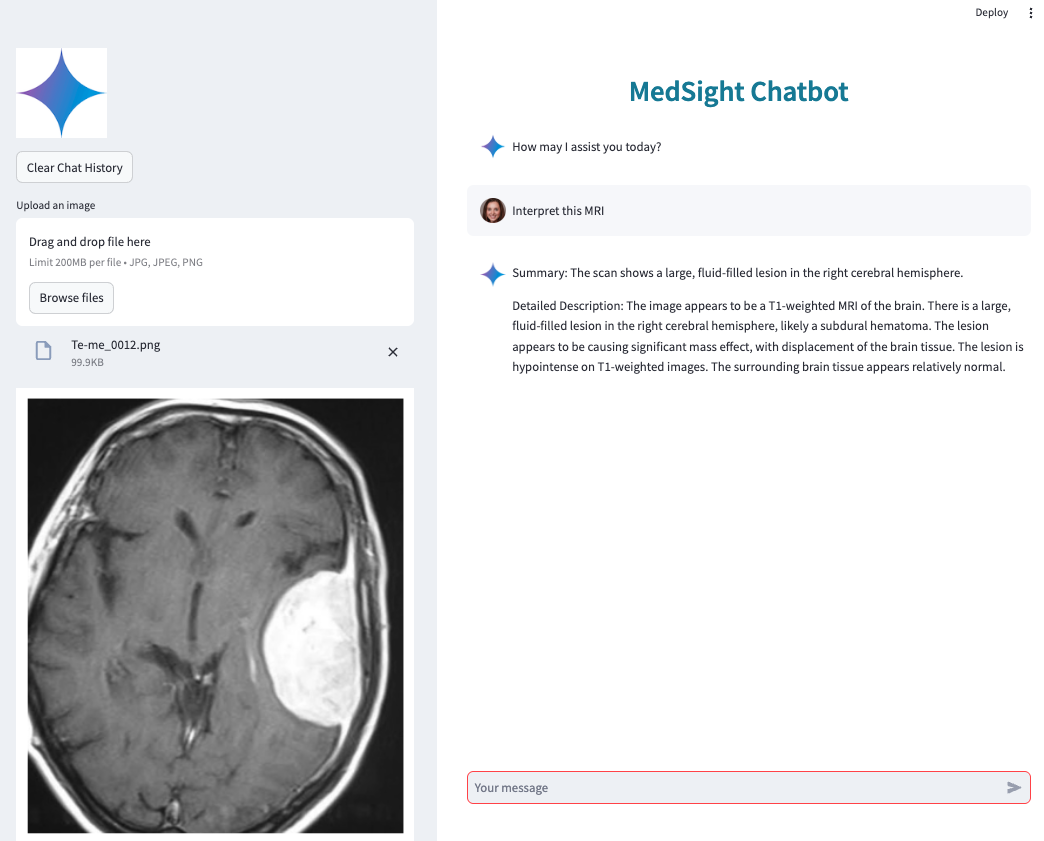 Deploy
Clear Chat History
Upload an image
Drag and drop file here
Limit 200MB per file • JPG, JPEG, PNG
Browse files
Te-me_0012.png
99.9KB
MedSight Chatbot
How may I assist you today?
Interpret this MRI
Summary: The scan shows a large, fluid-filled lesion in the right cerebral hemisphere.
Detailed Description: The image appears to be a T1-weighted MRI of the brain. There is a large,
fluid-filled lesion in the right cerebral hemisphere, likely a subdural hematoma. The lesion
appears to be causing significant mass effect, with displacement of the brain tissue. The lesion is
hypointense on T1-weighted images. The surrounding brain tissue appears relatively normal.
Your message